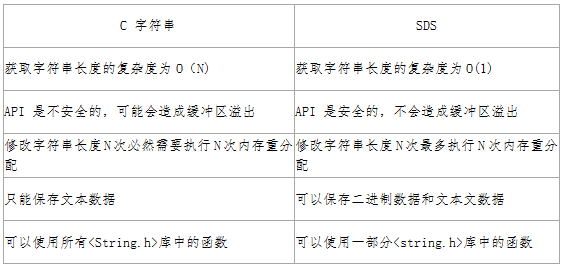 C 字符串
SDS
获取字符串长度的复杂度为 O（N)
获取字符串长度的复杂度为O(1)
API 是不安全的，可能会造成缓冲区溢出
API 是安全的，不会造成缓冲区溢出
修改字符串长度N次必然需要执行N次内存重分
配
修改字符串长度N次最多执行N次内存重分
配
只能保存文本数据
可以保存二进制数据和文本文数据
可以使用所有<String.h>库中的函数
可以使用一部分<string.h>库中的函数